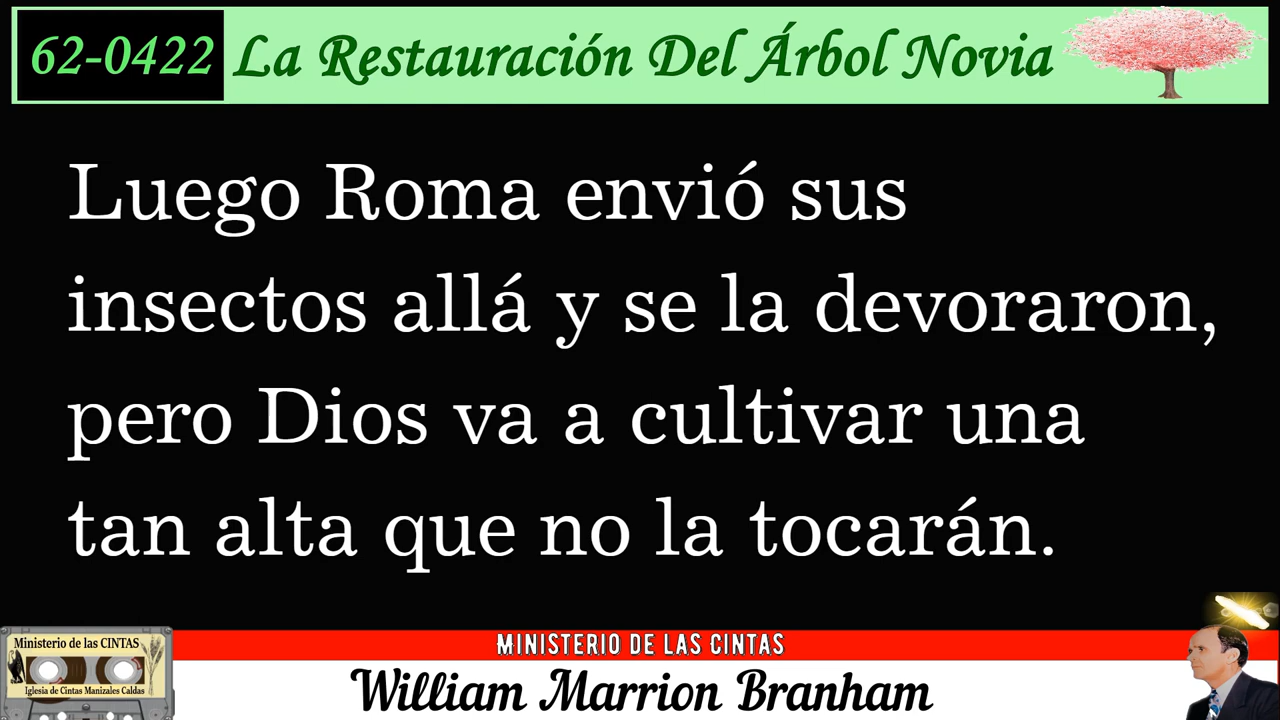 62-0422 La Restauración Del Árbol Novia
Luego Roma envió sus
insectos allá y se la devoraron,
pero Dios va a cultivar una
tan alta que no la tocarán.
MINISTERIO DE LAS CINTAS
Ministerio de las CINTAS
Iglesia de Cintas Manizales Caldas
William Marrion Branham